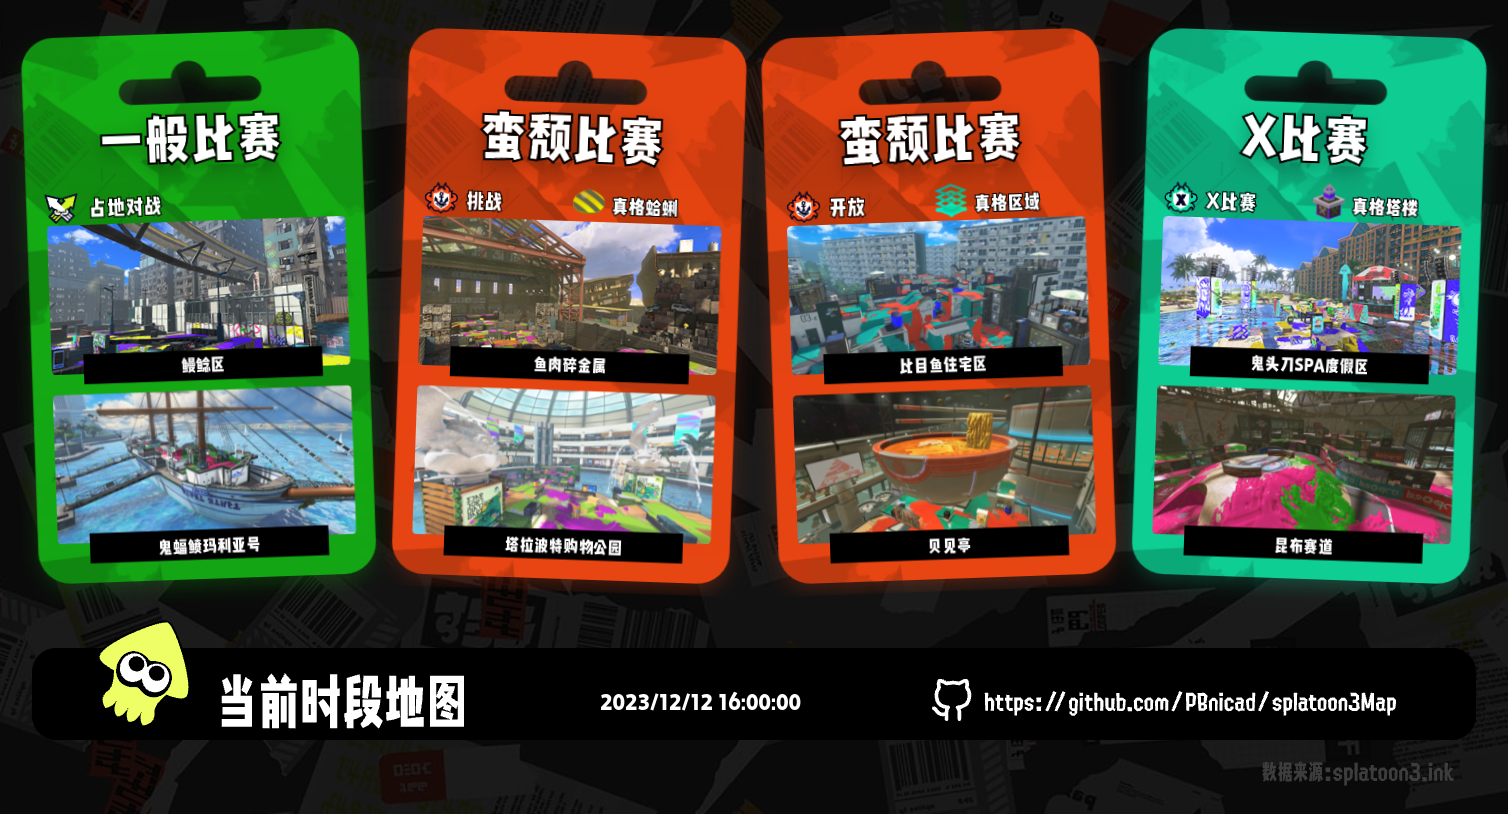 一般比赛
占地对战
鳗鲶区
鬼蝠鲼玛利亚号
蛮颓比赛
挑战
真格蛤蜊
鱼肉碎金属
塔拉波特购物公园
蛮颓比赛
开放
真格区域
比目鱼住宅区
贝见亭
X比赛
X比赛
真格塔楼
鬼头刀SPA度假区
昆布赛道
当前时段地图
2023/12/12 16:00:00
https://github.com/PBnicad/splatoon3Map
数据来源:splatoon3.ink